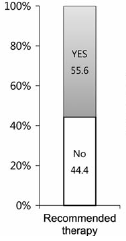 100%
80%
YES
55.6
60%
40%
No
44.4
20%
0%
Recommended
therapy